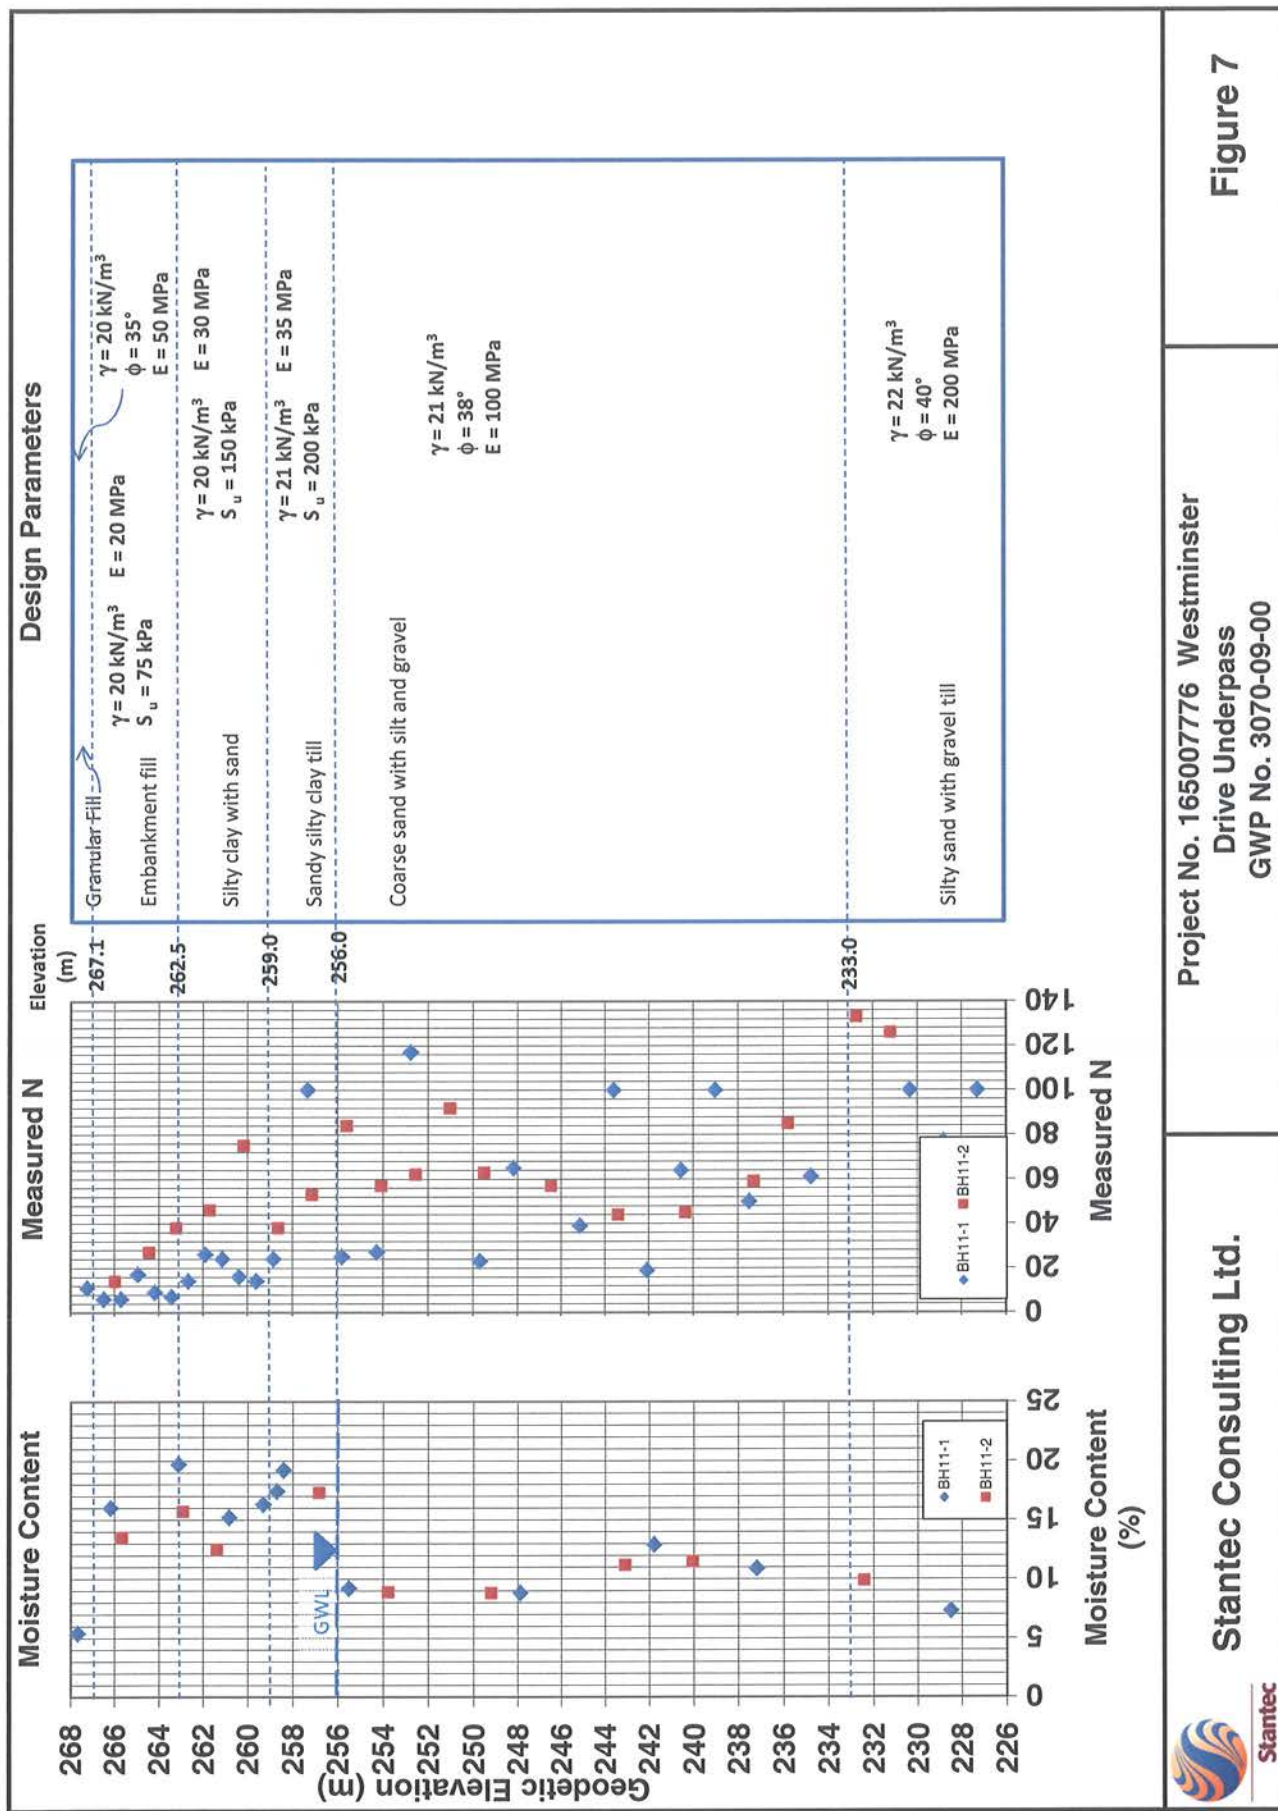 Moisture Content
Geodetic Elevation (m)
268
266
264
262
260
258
256
254
252
250
248
246
244
242
240
238
236
234
232
230
228
226
GWL
BH11-1
BH11-2
0
5
10
15
20
25
Moisture Content
(%)
Measured N
BH11-1
BH11-2
0
20
40
60
80
100
120
140
Measured N
Elevation
(m)
267.1
262.5
259.0
256.0
233.0
Design Parameters
Granular Fill
γ = 20 kN/m³
ϕ = 35°
E = 50 MPa
Embankment fill
γ = 20 kN/m³ E = 20 MPa
S u = 75 kPa
Silty clay with sand
γ = 20 kN/m³ E = 30 MPa
S u = 150 kPa
Sandy silty clay till
γ = 21 kN/m³ E = 35 MPa
S u = 200 kPa
Coarse sand with silt and gravel
γ = 21 kN/m³
ϕ = 38°
E = 100 MPa
Silty sand with gravel till
γ = 22 kN/m³
ϕ = 40°
E = 200 MPa
Stantec
Stantec Consulting Ltd.
Project No. 165007776 Westminster
Drive Underpass
GWP No. 3070-09-00
Figure 7